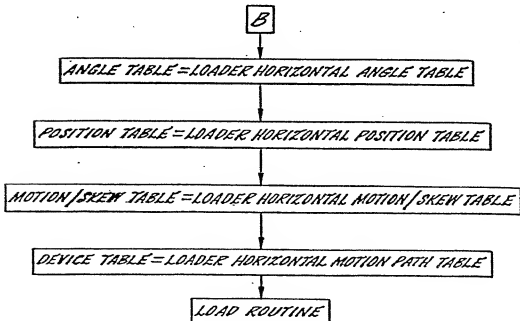 B
ANGLE TABLE=LOADER HORIZONTAL ANGLE TABLE
POSITION TABLE=LOADER HORIZONTAL POSITION TABLE
MOTION/SKEW TABLE=LOADER HORIZONTAL MOTION/SKEW TABLE
DEVICE TABLE=LOADER HORIZONTAL MOTION PATH TABLE
LOAD ROUTINE